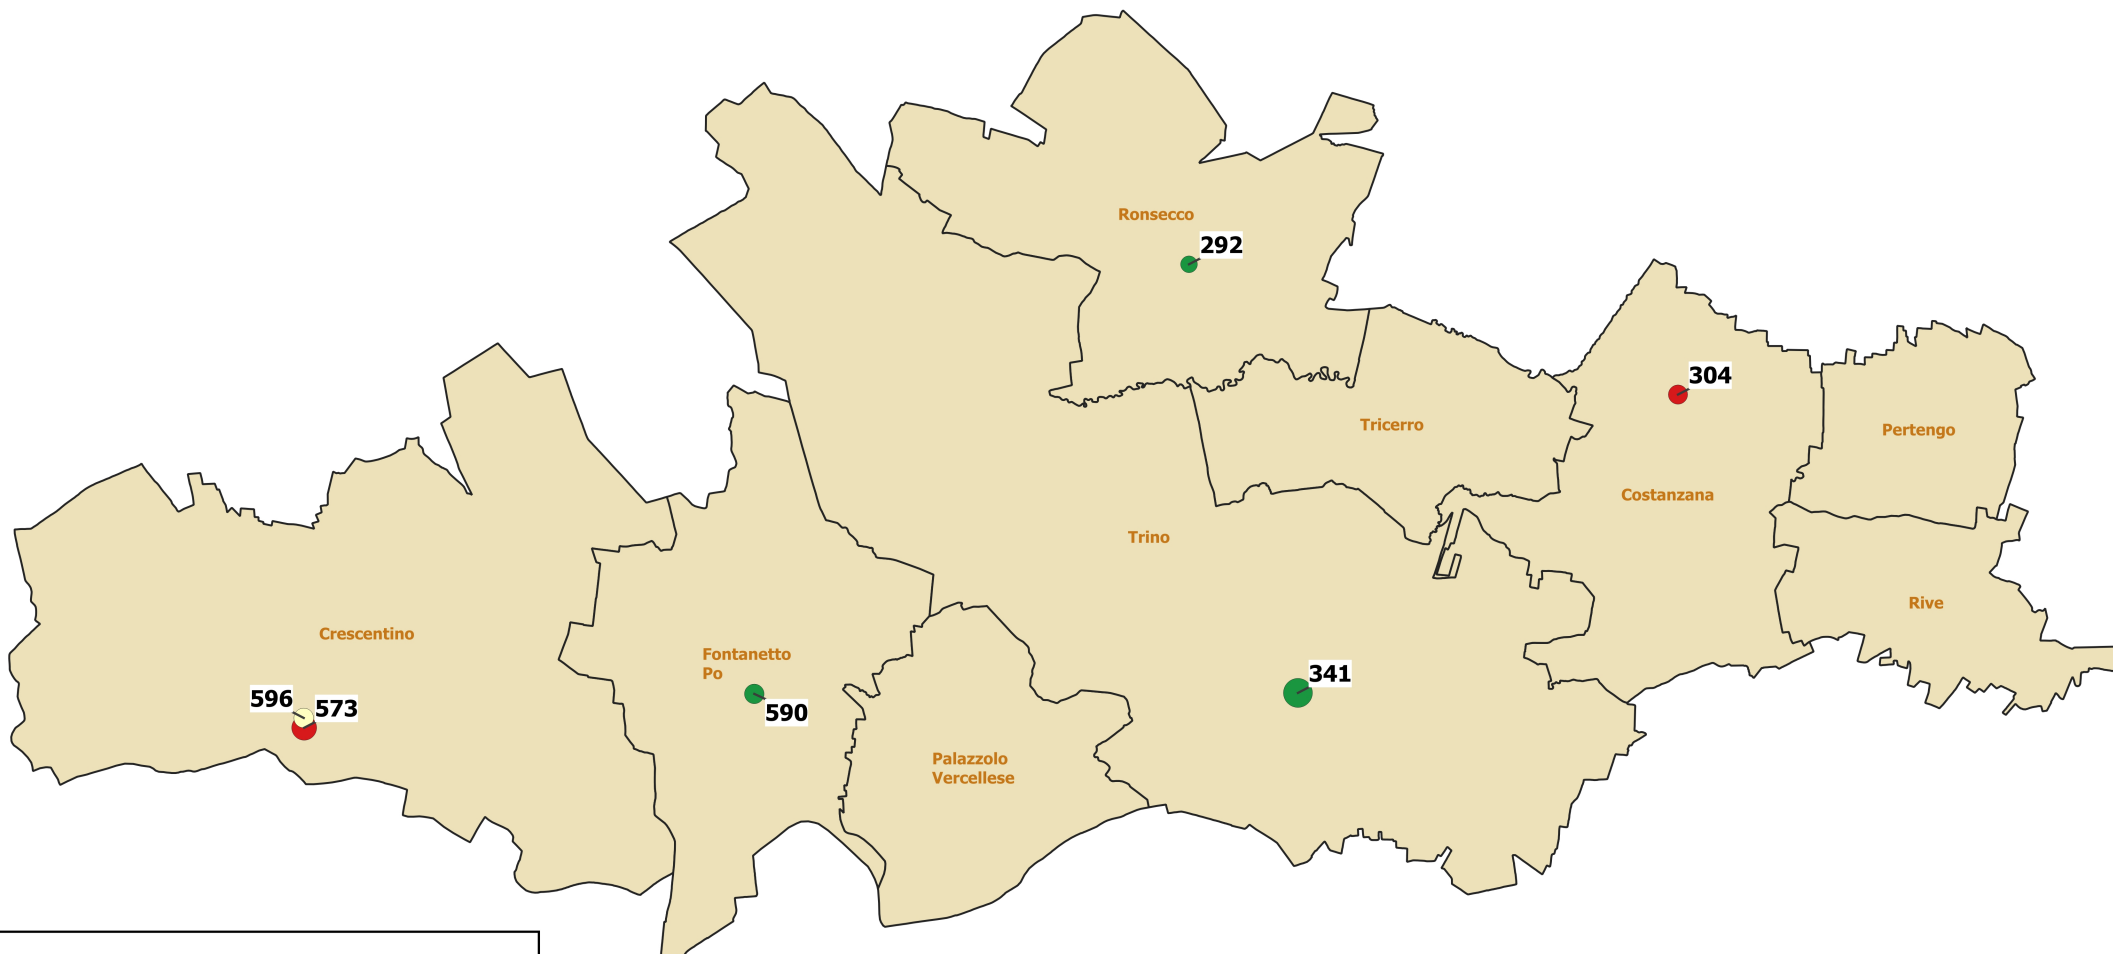 Ronsecco
292
304
Tricerro
Pertengo
Costanzana
Trino
Rive
Crescentino
Fontanetto
Po
341
596
573
590
Palazzolo
Vercellese